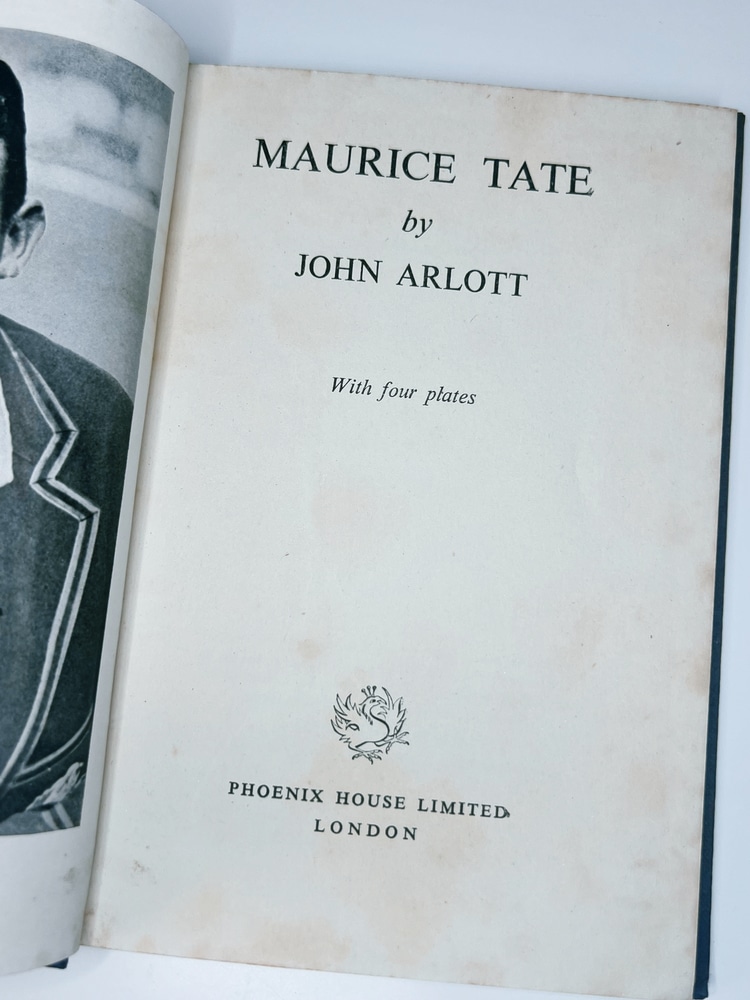 MAURICE TATE
by
JOHN ARLOTT
With four plates
PHOENIX HOUSE LIMITED
LONDON